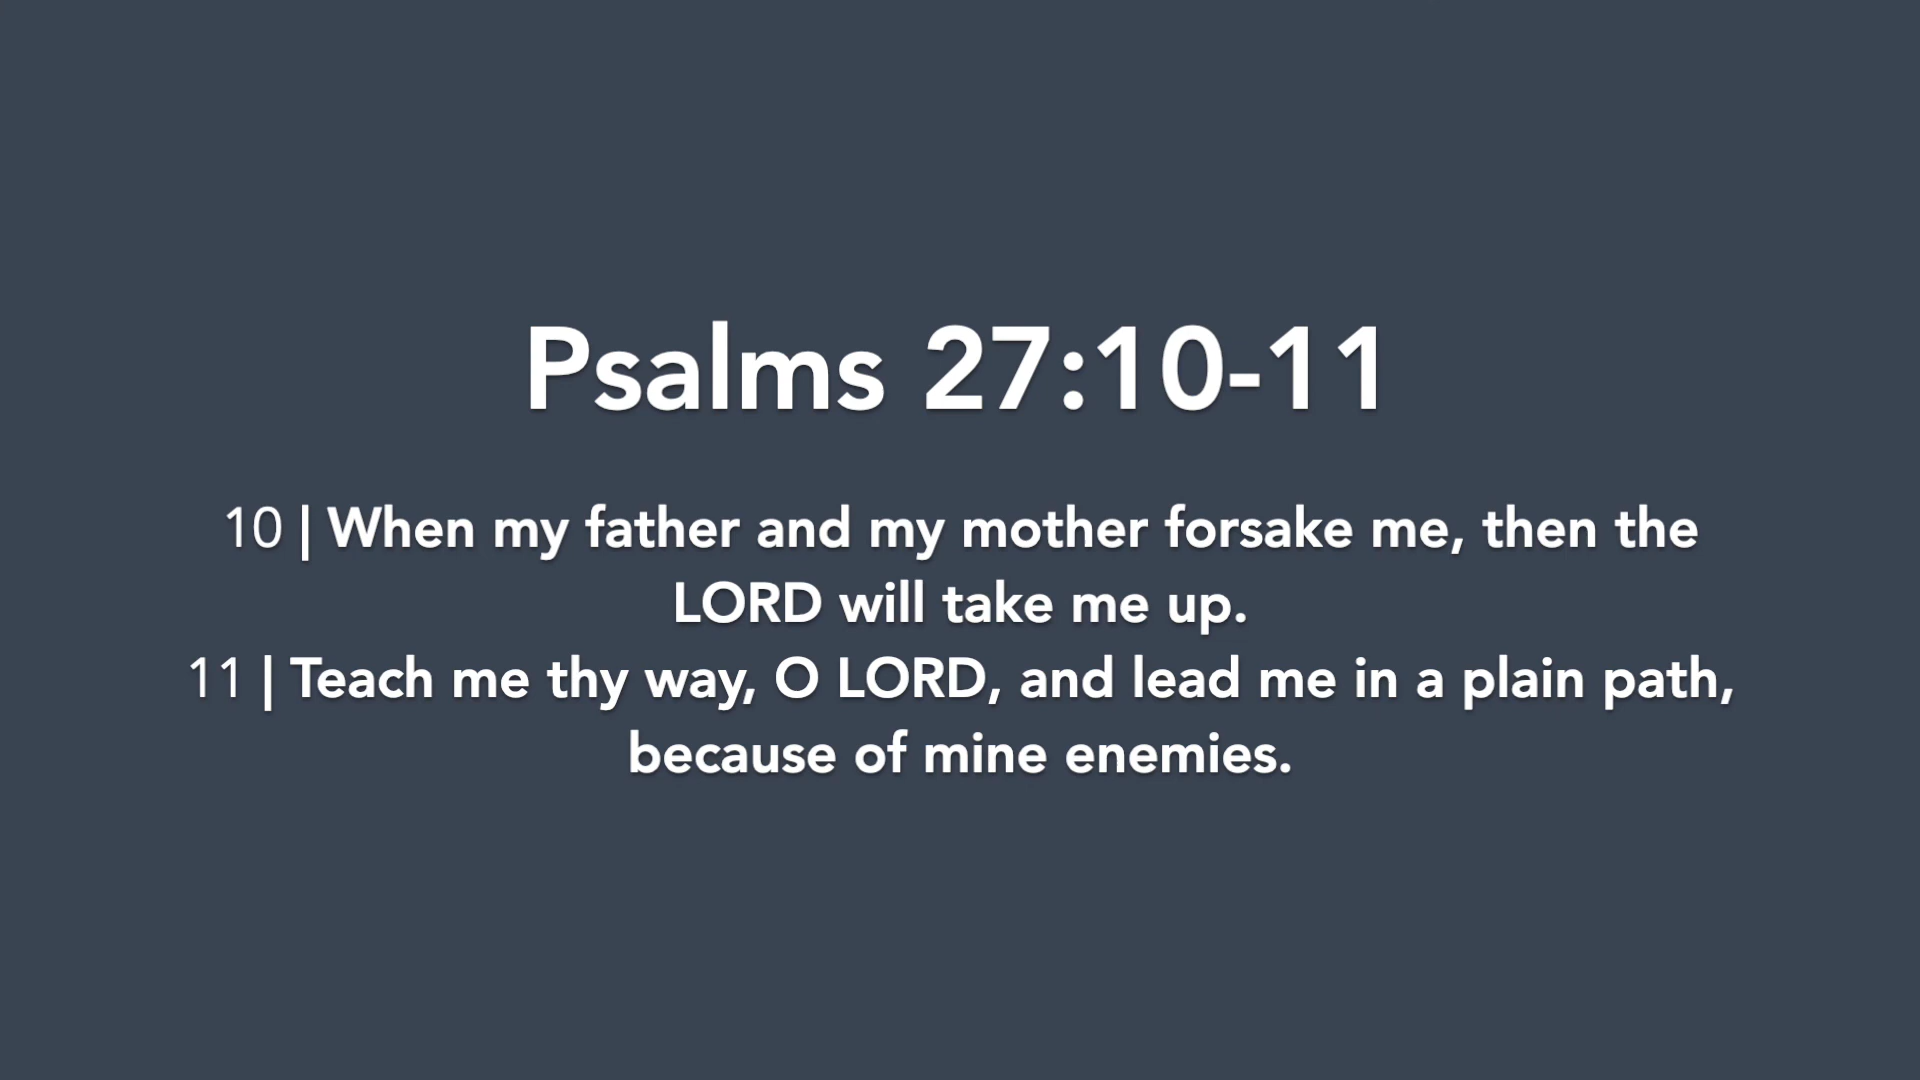 Psalms 27:10-11
10 | When my father and my mother forsake me, then the
LORD will take me up.
11 | Teach me thy way, O LORD, and lead me in a plain path,
because of mine enemies.